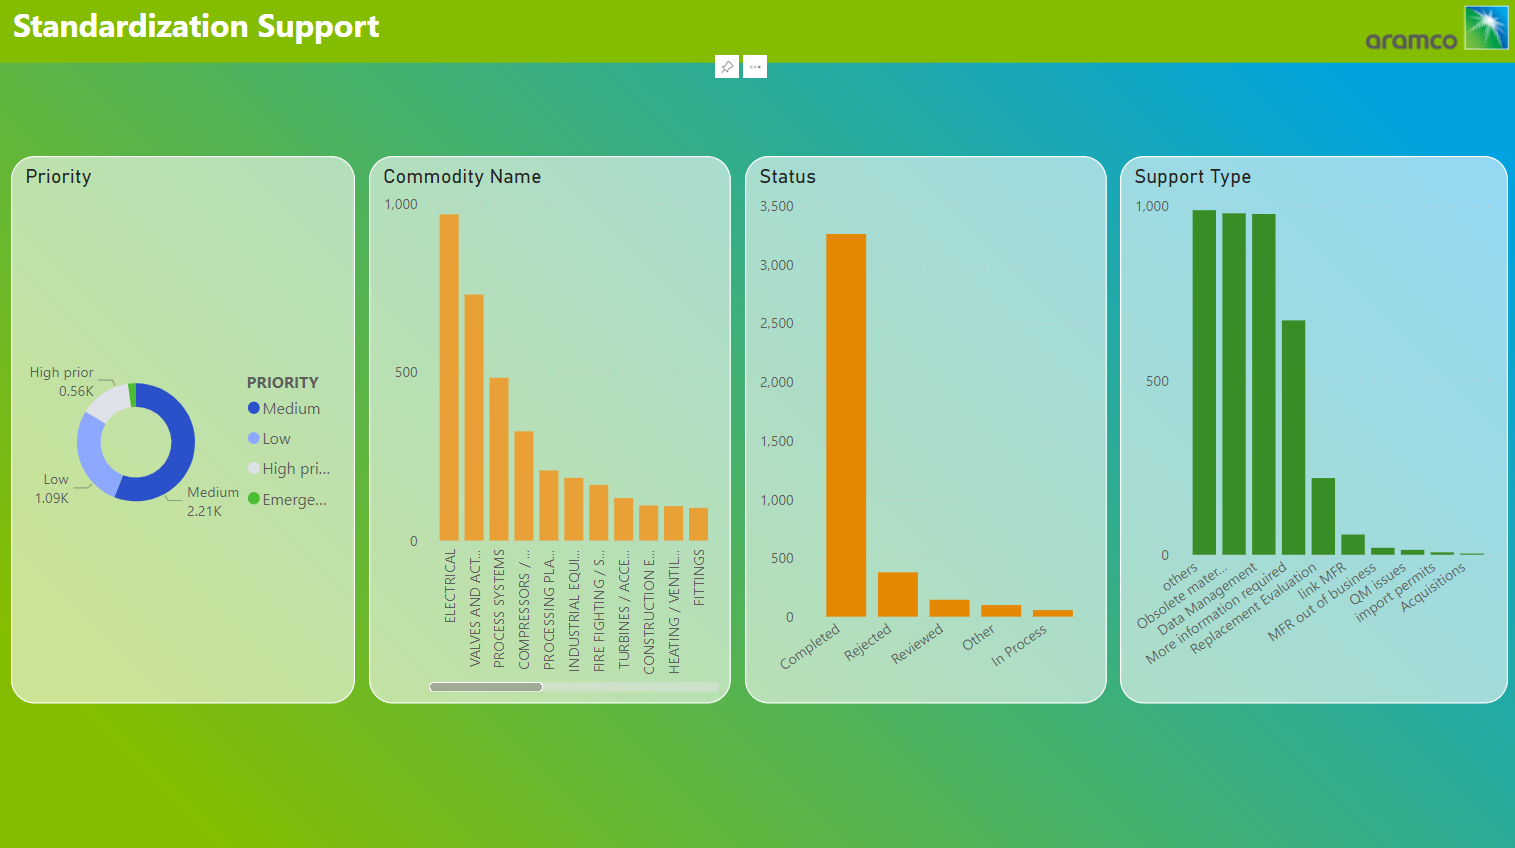 Standardization Support
aramco
Priority
High prior
0.56K
Low
1.09K
Medium
2.21K
PRIORITY
Medium
Low
High pri...
Emerge...
Commodity Name
1,000
500
0
ELECTRICAL
VALVES AND ACT...
PROCESS SYSTEMS
COMPRESSORS / ...
PROCESSING PLA...
INDUSTRIAL EQUI...
FIRE FIGHTING / S...
TURBINES / ACCE...
CONSTRUCTION E...
HEATING / VENTIL...
FITTINGS
Status
3,500
3,000
2,500
2,000
1,500
1,000
500
0
Completed
Rejected
Reviewed
Other
In Process
Support Type
1,000
500
0
others
Obsolete mater...
Data Management
More information required
Replacement Evaluation
link MFR
MFR out of business
QM issues
import permits
Acquisitions